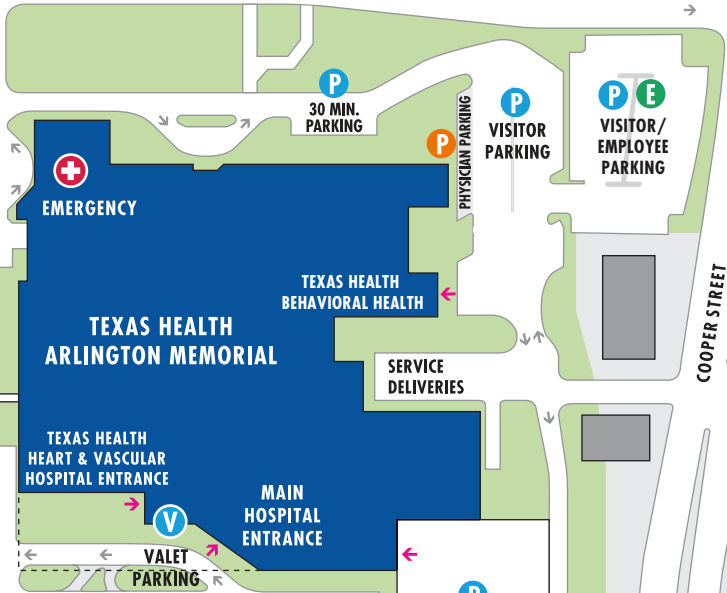 P
30 MIN.
PARKING
P
PHYSICIAN PARKING
P
VISITOR
PARKING
P E
VISITOR/
EMPLOYEE
PARKING
EMERGENCY
TEXAS HEALTH
BEHAVIORAL HEALTH
TEXAS HEALTH
ARLINGTON MEMORIAL
SERVICE
DELIVERIES
COOPER STREET
TEXAS HEALTH
HEART & VASCULAR
HOSPITAL ENTRANCE
MAIN
HOSPITAL
ENTRANCE
V
VALET
PARKING
P